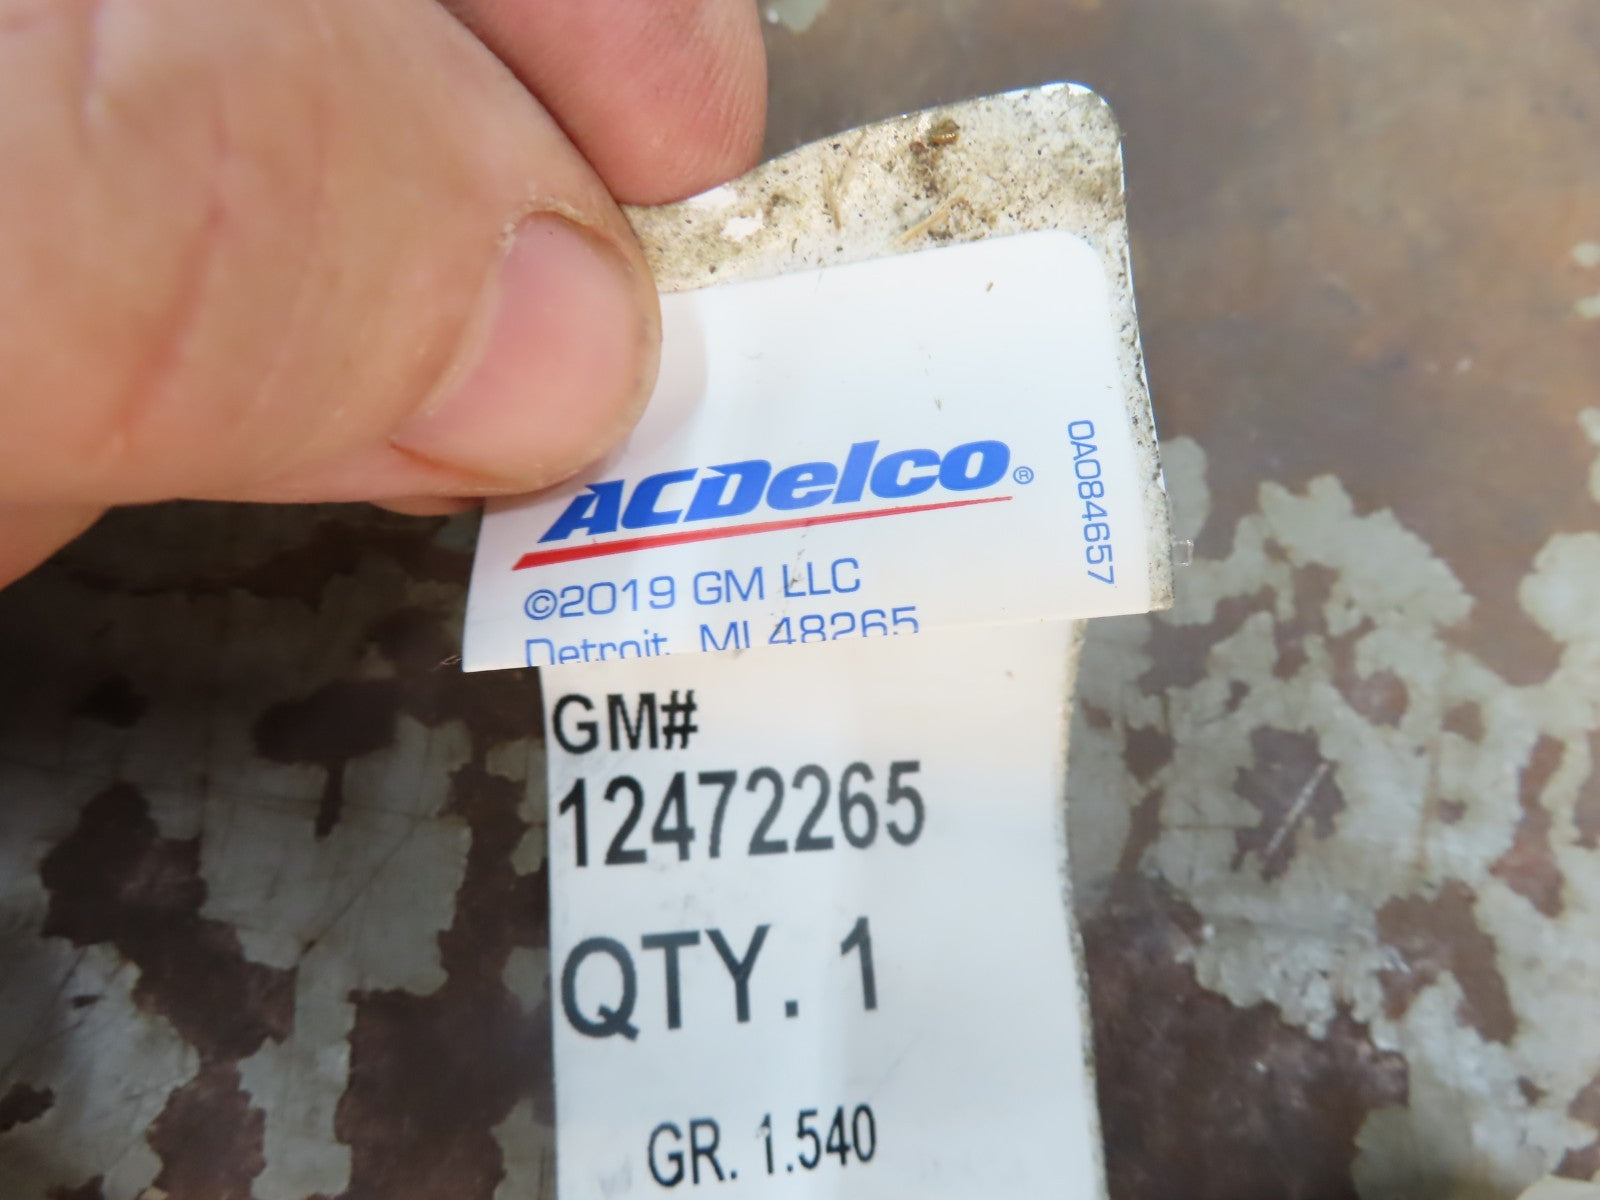 ACDelco®
©2019 GM LLC
Detroit, MI 48265
0A084657
GM#
12472265
QTY. 1
GR. 1.540